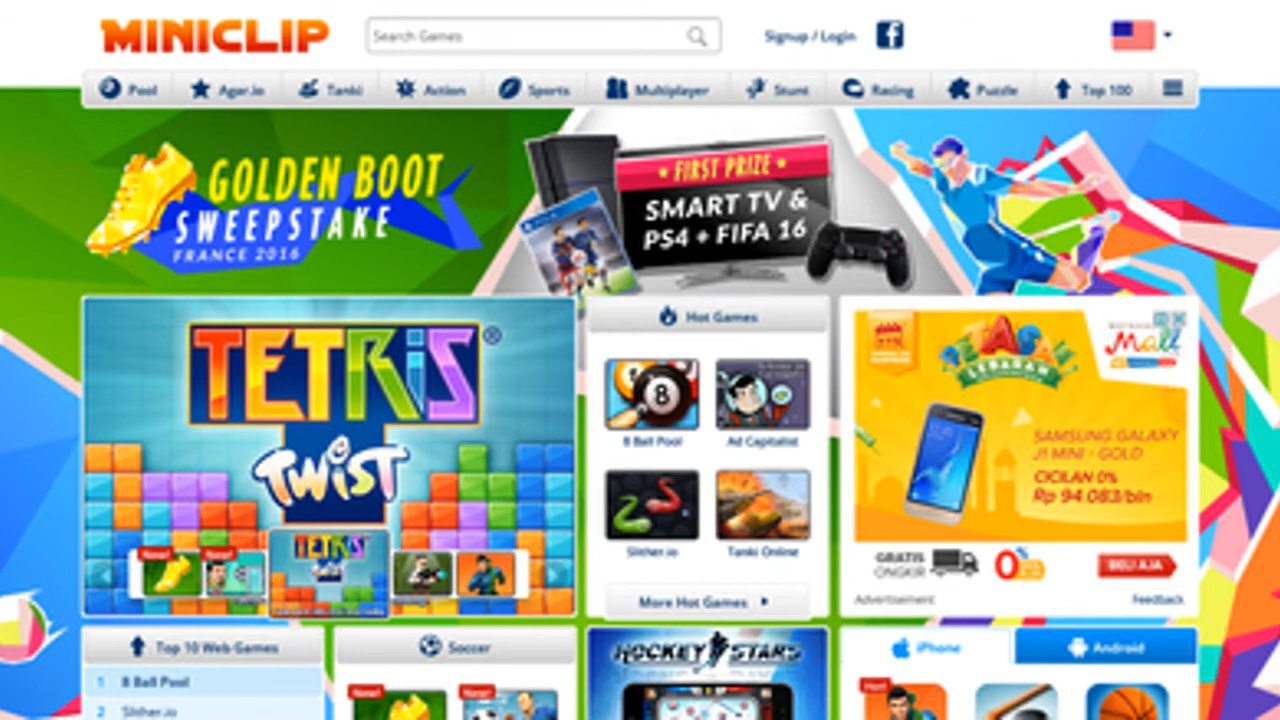 MINICLIP
Search Games
Signup / Login
Pool
Agar.io
Tanki
Action
Sports
Multiplayer
Stunt
Racing
Puzzle
Top 100
GOLDEN BOOT
SWEEPSTAKE
FRANCE 2016
FIRST PRIZE
SMART TV &
PS4 + FIFA 16
TETRIS®
TWIST
New!
New!
TETRIS
Hot Games
8 Ball Pool
Ad Capitalist
Slither.io
Tanki Online
More Hot Games
LEBARAN
Mall
SAMSUNG GALAXY
J1 MINI - GOLD
CICILAN 0%
Rp 94.083/bln
GRATIS
ONGKIR
0%
BELI AJA
Advertisement
Feedback
Top 10 Web Games
1 8 Ball Pool
2 Slither.io
Soccer
New!
New!
HOCKEY STARS
iPhone
Android
Hot!